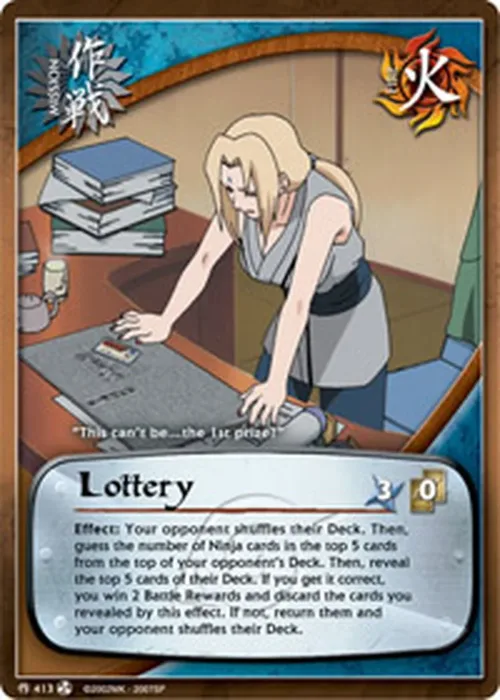 作戦
MISSION
火
FIRE
"This can't be...the 1st prize!"
Lottery
3 0
Effect: Your opponent shuffles their Deck. Then,
guess the number of Ninja cards in the top 5 cards
from the top of your opponent's Deck. Then, reveal
the top 5 cards of their Deck. If you get it correct,
you win 2 Battle Rewards and discard the cards you
revealed by this effect. If not, return them and
your opponent shuffles their Deck.
413 ©2002MK · 2007SP